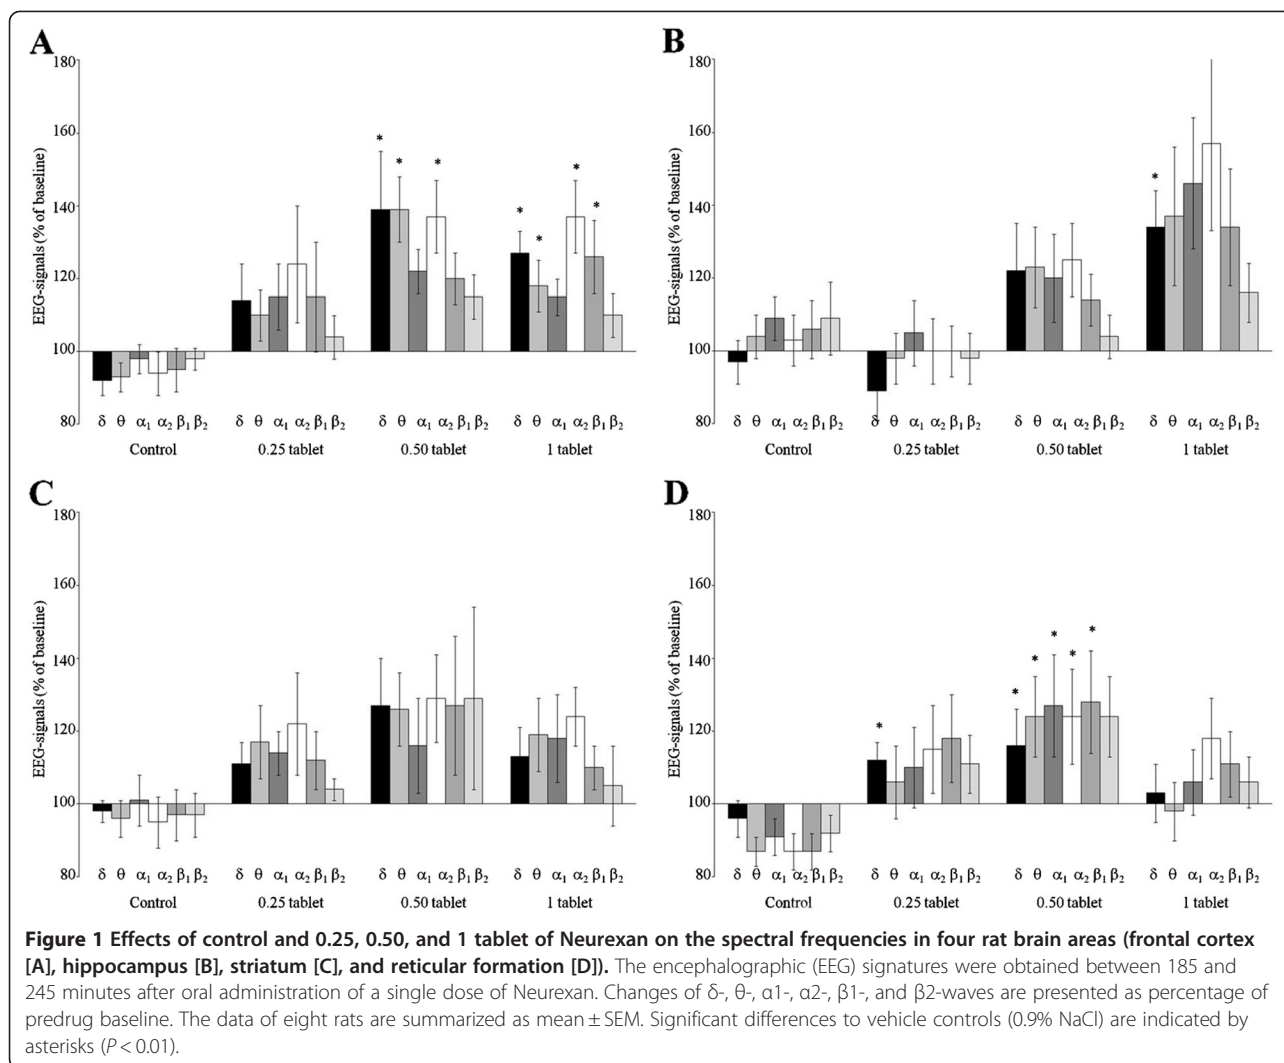 A
B
180
160
140
120
100
80
EEG-signals (% of baseline)
* * * * * * *
δ θ α1 α2 β1 β2 δ θ α1 α2 β1 β2 δ θ α1 α2 β1 β2 δ θ α1 α2 β1 β2
Control 0.25 tablet 0.50 tablet 1 tablet
180
160
140
120
100
80
EEG-signals (% of baseline)
*
δ θ α1 α2 β1 β2 δ θ α1 α2 β1 β2 δ θ α1 α2 β1 β2 δ θ α1 α2 β1 β2
Control 0.25 tablet 0.50 tablet 1 tablet
C
D
180
160
140
120
100
80
EEG-signals (% of baseline)
δ θ α1 α2 β1 β2 δ θ α1 α2 β1 β2 δ θ α1 α2 β1 β2 δ θ α1 α2 β1 β2
Control 0.25 tablet 0.50 tablet 1 tablet
180
160
140
120
100
80
EEG-signals (% of baseline)
* * * * * *
δ θ α1 α2 β1 β2 δ θ α1 α2 β1 β2 δ θ α1 α2 β1 β2 δ θ α1 α2 β1 β2
Control 0.25 tablet 0.50 tablet 1 tablet
Figure 1 Effects of control and 0.25, 0.50, and 1 tablet of Neurexan on the spectral frequencies in four rat brain areas (frontal cortex
[A], hippocampus [B], striatum [C], and reticular formation [D]). The encephalographic (EEG) signatures were obtained between 185 and
245 minutes after oral administration of a single dose of Neurexan. Changes of δ-, θ-, α1-, α2-, β1-, and β2-waves are presented as percentage of
predrug baseline. The data of eight rats are summarized as mean ± SEM. Significant differences to vehicle controls (0.9% NaCl) are indicated by
asterisks (P < 0.01).